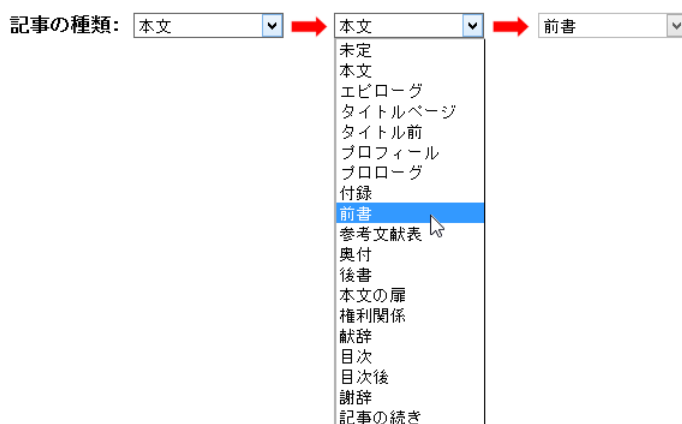 記事の種類: 本文 本文 前書
未定
本文
エピローグ
タイトルページ
タイトル前
プロフィール
プロローグ
付録
前書
参考文献表
奥付
後書
本文の扉
権利関係
献辞
目次
目次後
謝辞
記事の続き